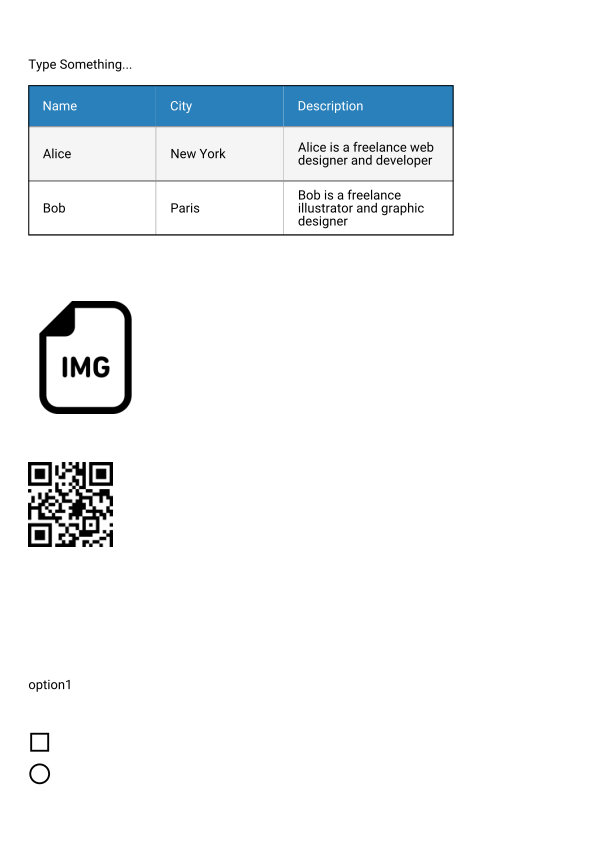 Type Something...
Name City Description
Alice New York Alice is a freelance web
designer and developer
Bob Paris Bob is a freelance
illustrator and graphic
designer
IMG
option1